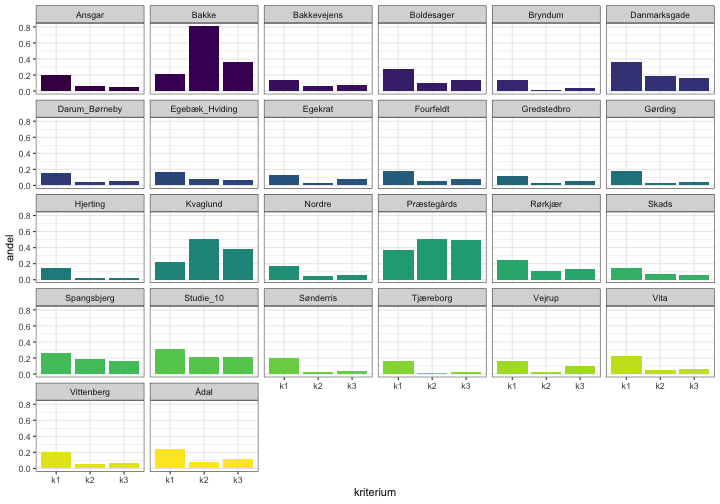 Ansgar Bakke Bakkevejens Boldesager Bryndum Danmarksgade
0.8
0.6
0.4
0.2
0.0
Darum_Børneby Egebæk_Hviding Egekrat Fourfeldt Gredstedbro Gørding
0.8
0.6
0.4
0.2
0.0
Hjerting Kvaglund Nordre Præstegårds Rørkjær Skads
0.8
0.6
0.4
0.2
0.0
andel
Spangsbjerg Studie_10 Sønderris Tjæreborg Vejrup Vita
0.8
0.6
0.4
0.2
0.0
k1 k2 k3 k1 k2 k3 k1 k2 k3 k1 k2 k3
Vittenberg Ådal
0.8
0.6
0.4
0.2
0.0
k1 k2 k3 k1 k2 k3
kriterium